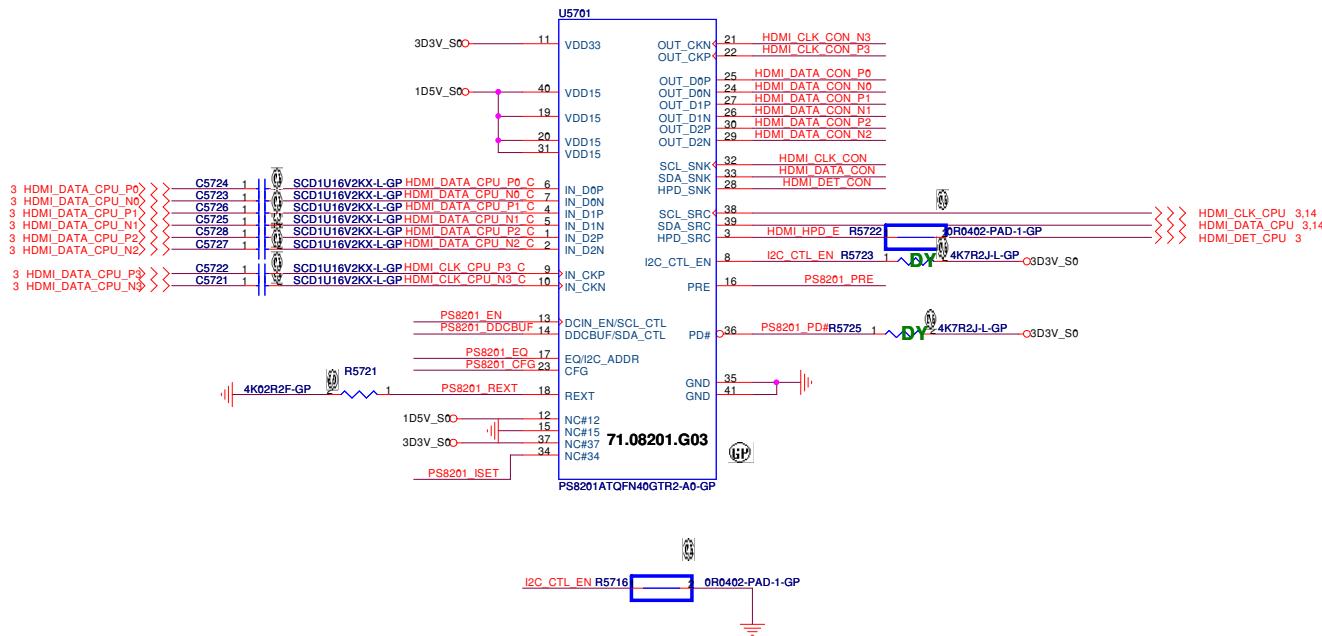 U5701
3D3V_S0 11 VDD33
OUT_CKN 21 HDMI_CLK_CON_N3
OUT_CKP 22 HDMI_CLK_CON_P3
1D5V_S0 40 VDD15
19 VDD15
20 VDD15
31 VDD15
OUT_D0P 25 HDMI_DATA_CON_P0
OUT_D0N 24 HDMI_DATA_CON_N0
OUT_D1P 27 HDMI_DATA_CON_P1
OUT_D1N 26 HDMI_DATA_CON_N1
OUT_D2P 30 HDMI_DATA_CON_P2
OUT_D2N 29 HDMI_DATA_CON_N2
SCL_SNK 32 HDMI_CLK_CON
SDA_SNK 33 HDMI_DATA_CON
HPD_SNK 28 HDMI_DET_CON
3 HDMI_DATA_CPU_P0 C5724 1 SCD1U16V2KX-L-GP HDMI_DATA_CPU_P0_C 6 IN_D0P
3 HDMI_DATA_CPU_N0 C5723 1 SCD1U16V2KX-L-GP HDMI_DATA_CPU_N0_C 7 IN_D0N
3 HDMI_DATA_CPU_P1 C5726 1 SCD1U16V2KX-L-GP HDMI_DATA_CPU_P1_C 4 IN_D1P
3 HDMI_DATA_CPU_N1 C5725 1 SCD1U16V2KX-L-GP HDMI_DATA_CPU_N1_C 5 IN_D1N
3 HDMI_DATA_CPU_P2 C5728 1 SCD1U16V2KX-L-GP HDMI_DATA_CPU_P2_C 1 IN_D2P
3 HDMI_DATA_CPU_N2 C5727 1 SCD1U16V2KX-L-GP HDMI_DATA_CPU_N2_C 2 IN_D2N
3 HDMI_DATA_CPU_P3 C5722 1 SCD1U16V2KX-L-GP HDMI_CLK_CPU_P3_C 9 IN_CKP
3 HDMI_DATA_CPU_N3 C5721 1 SCD1U16V2KX-L-GP HDMI_CLK_CPU_N3_C 10 IN_CKN
SCL_SRC 38 HDMI_CLK_CPU 3,14
SDA_SRC 39 HDMI_DATA_CPU 3,14
HPD_SRC 3 HDMI_HPD_E R5722 0R0402-PAD-1-GP HDMI_DET_CPU 3
I2C_CTL_EN 8 I2C_CTL_EN R5723 1 DY 2 4K7R2J-L-GP 3D3V_S0
PRE 16 PS8201_PRE
PS8201_EN 13 DCIN_EN/SCL_CTL
PS8201_DDCBUF 14 DDCBUF/SDA_CTL
PD# 36 PS8201_PD# R5725 1 DY 2 4K7R2J-L-GP 3D3V_S0
PS8201_EQ 17 EQ/I2C_ADDR
PS8201_CFG 23 CFG
GND 35
GND 41
4K02R2F-GP 2 R5721 1 PS8201_REXT 18 REXT
1D5V_S0 12 NC#12
15 NC#15
3D3V_S0 37 NC#37
PS8201_ISET 34 NC#34
71.08201.G03
GP
PS8201ATQFN40GTR2-A0-GP
I2C_CTL_EN R5716 1 2 0R0402-PAD-1-GP